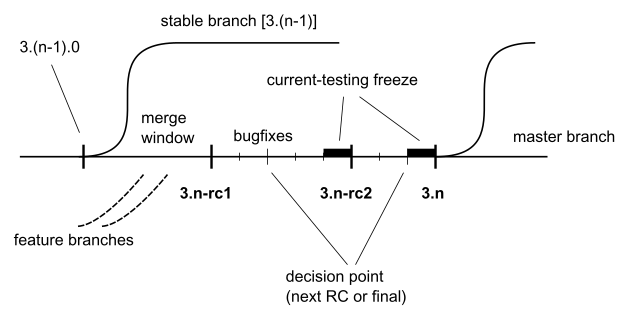 stable branch [3.(n-1)]
3.(n-1).0
current-testing freeze
merge
window
bugfixes
master branch
3.n-rc1
3.n-rc2
3.n
feature branches
decision point
(next RC or final)